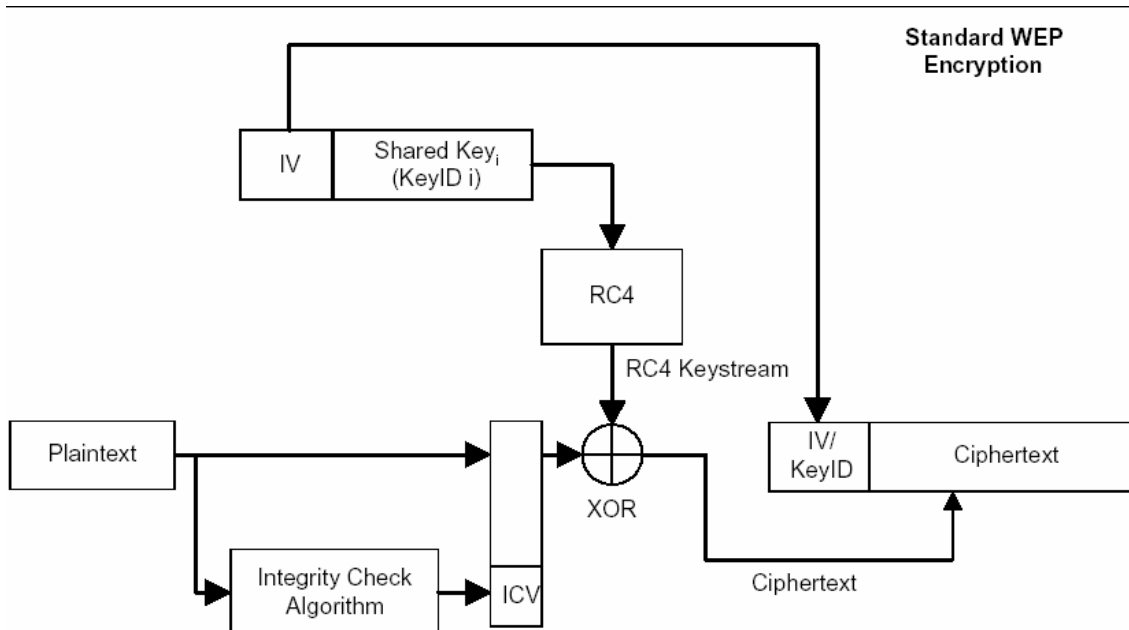 Standard WEP
Encryption
IV
Shared Keyi
(KeyID i)
RC4
RC4 Keystream
Plaintext
IV/
KeyID
Ciphertext
XOR
Integrity Check
Algorithm
ICV
Ciphertext